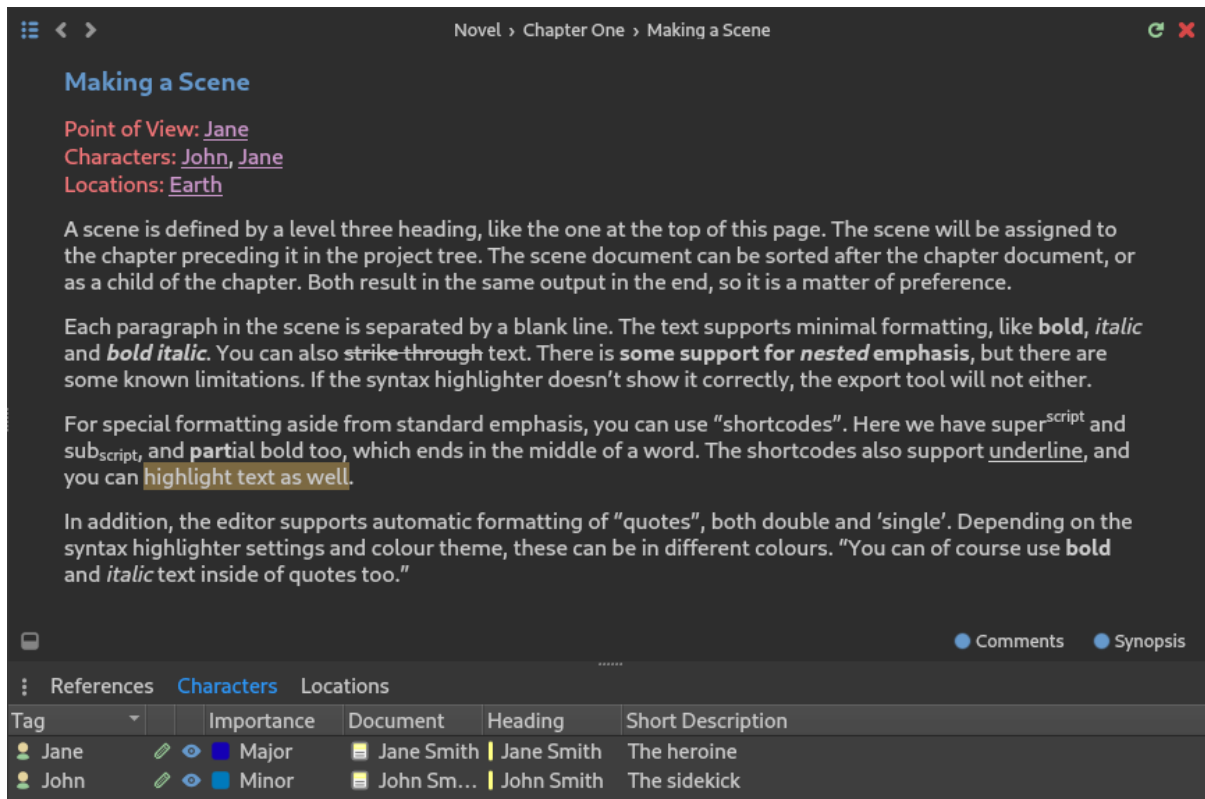 Novel › Chapter One › Making a Scene
Making a Scene
Point of View: Jane
Characters: John, Jane
Locations: Earth
A scene is defined by a level three heading, like the one at the top of this page. The scene will be assigned to
the chapter preceding it in the project tree. The scene document can be sorted after the chapter document, or
as a child of the chapter. Both result in the same output in the end, so it is a matter of preference.
Each paragraph in the scene is separated by a blank line. The text supports minimal formatting, like bold, italic
and bold italic. You can also strike through text. There is some support for nested emphasis, but there are
some known limitations. If the syntax highlighter doesn’t show it correctly, the export tool will not either.
For special formatting aside from standard emphasis, you can use “shortcodes”. Here we have superscript and
subscript, and partial bold too, which ends in the middle of a word. The shortcodes also support underline, and
you can highlight text as well.
In addition, the editor supports automatic formatting of “quotes”, both double and ‘single’. Depending on the
syntax highlighter settings and colour theme, these can be in different colours. “You can of course use bold
and italic text inside of quotes too.”
Comments Synopsis
References Characters Locations
Tag Importance Document Heading Short Description
Jane Major Jane Smith Jane Smith The heroine
John Minor John Sm... John Smith The sidekick